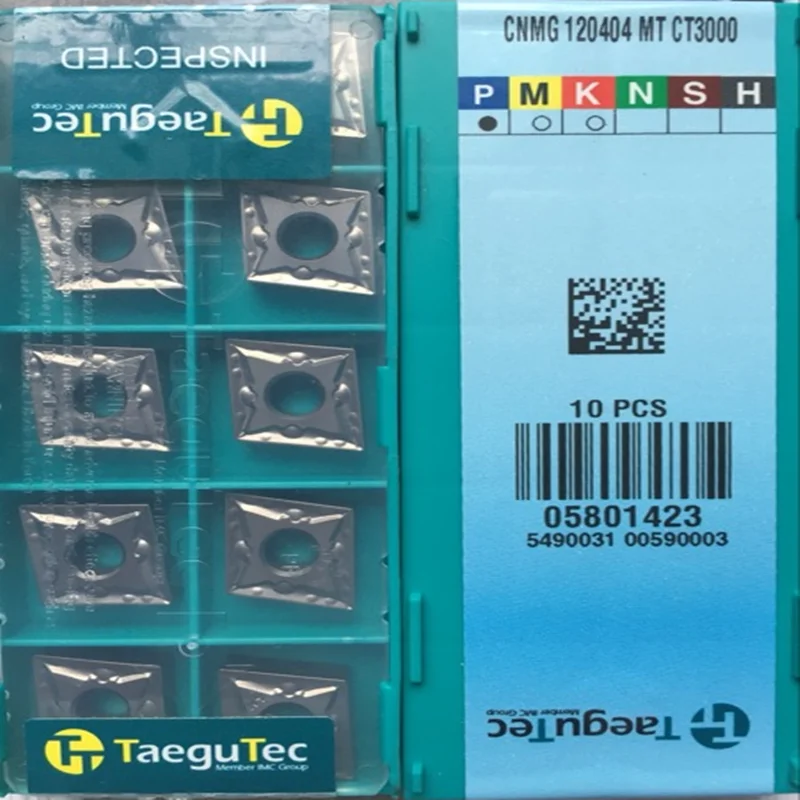 INSPECTED
TaeguTec
Member IMC Group
TaeguTec
Member IMC Group
CNMG 120404 MT CT3000
P M K N S H
10 PCS
05801423
5490031 00590003
TaeguTec
Member IMC Group